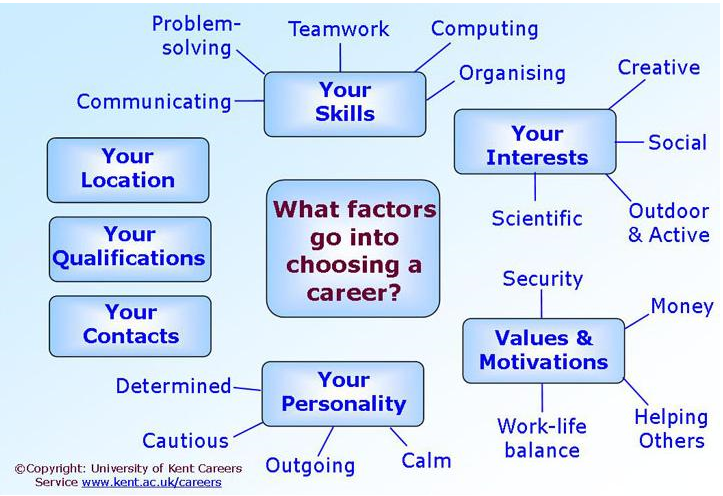 Problem-
solving
Teamwork
Computing
Communicating
Your
Skills
Organising
Creative
Your
Interests
Social
Scientific
Outdoor
& Active
Your
Location
Your
Qualifications
Your
Contacts
What factors
go into
choosing a
career?
Security
Money
Values &
Motivations
Work-life
balance
Helping
Others
Determined
Your
Personality
Cautious
Outgoing
Calm
©Copyright: University of Kent Careers
Service www.kent.ac.uk/careers